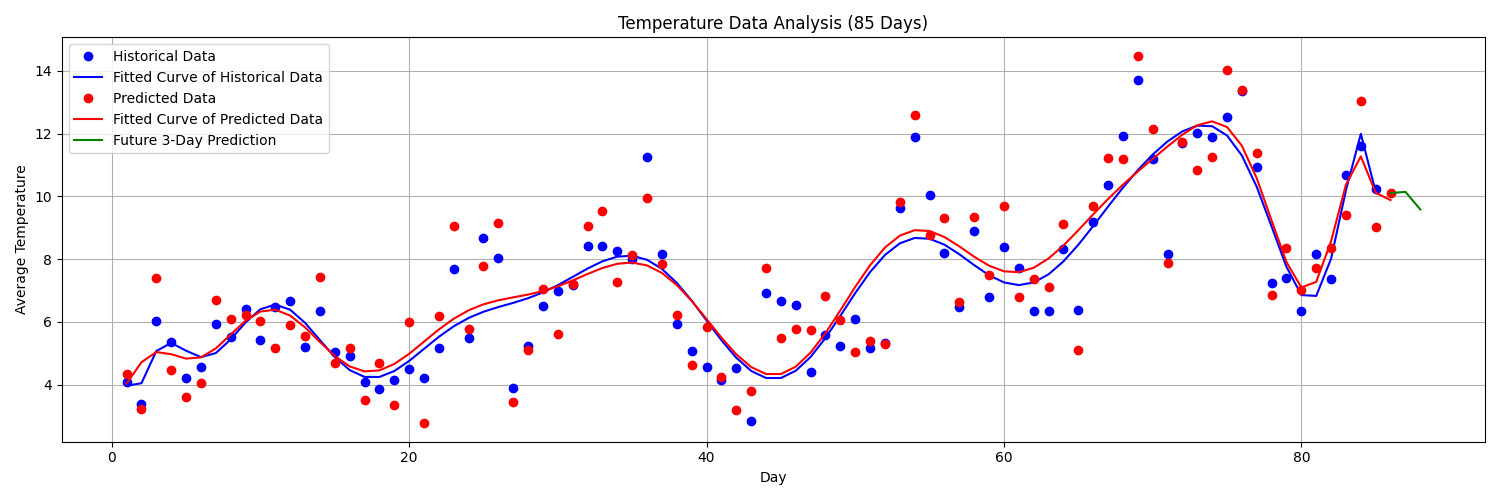 Temperature Data Analysis (85 Days)
Historical Data
Fitted Curve of Historical Data
Predicted Data
Fitted Curve of Predicted Data
Future 3-Day Prediction
Average Temperature
14
12
10
8
6
4
0 20 40 60 80
Day